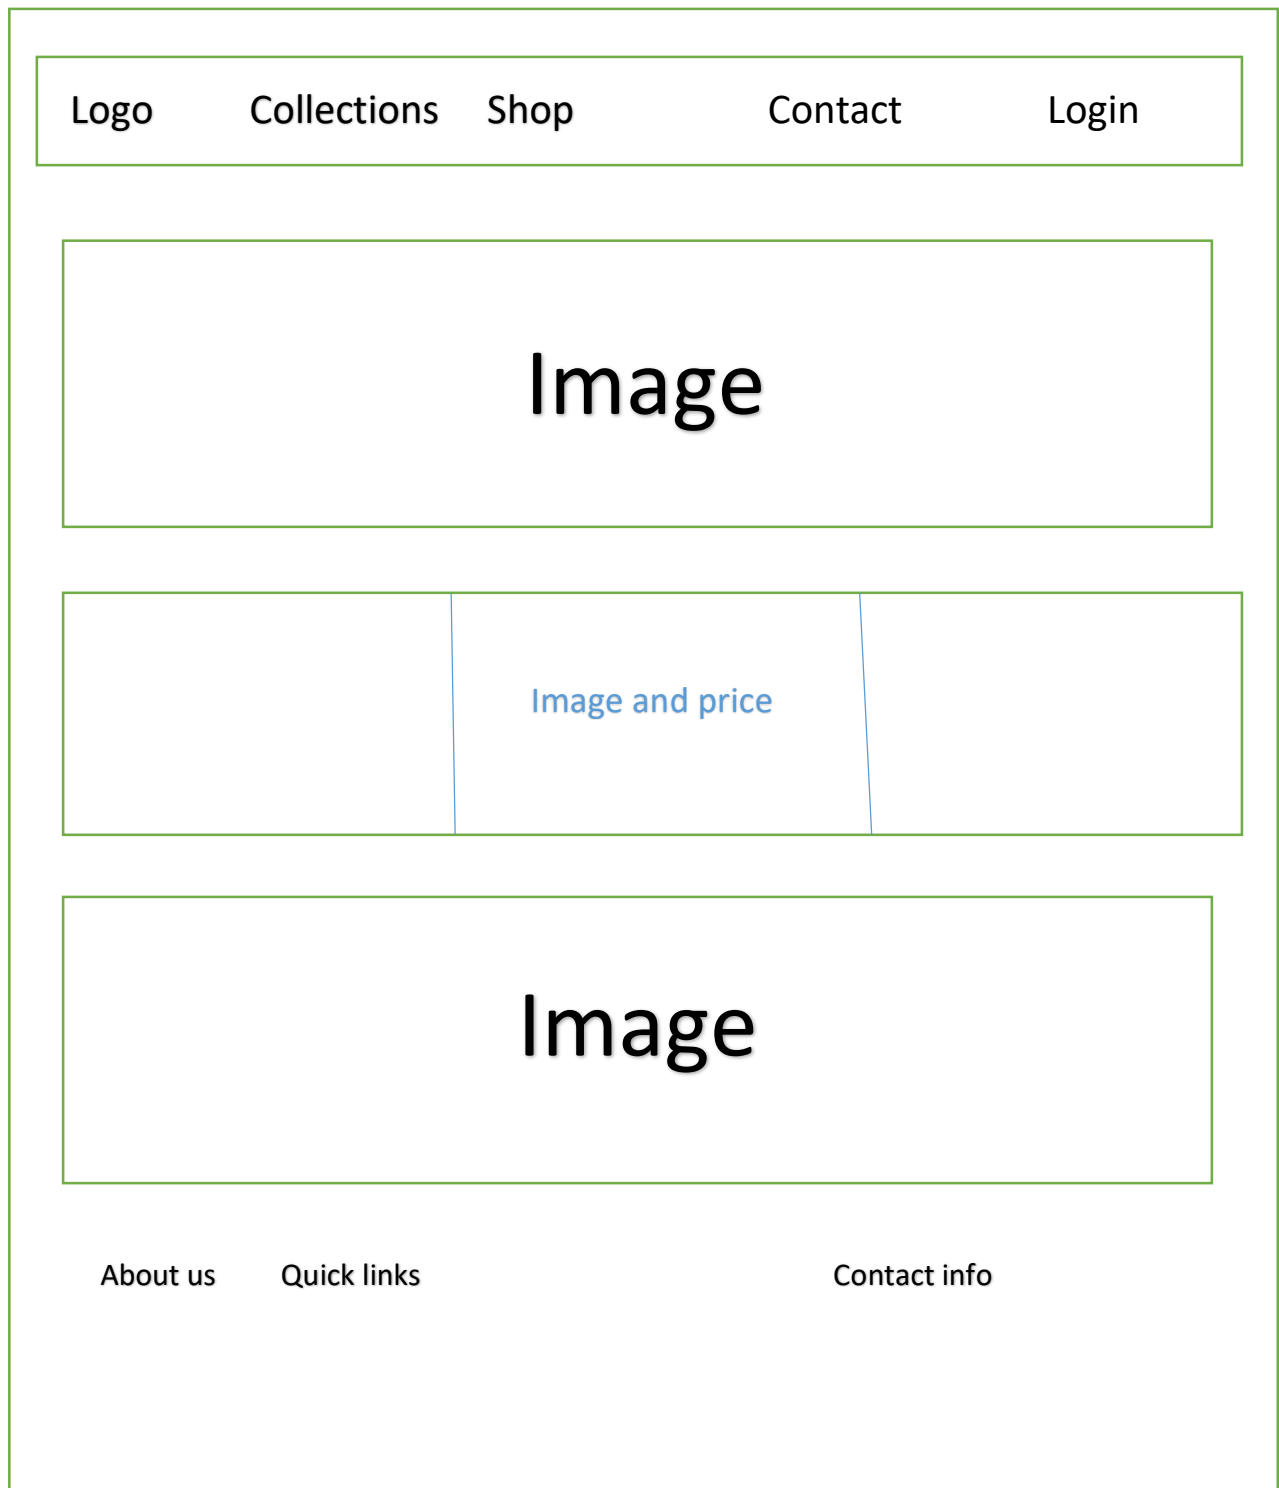 Logo Collections Shop Contact Login
Image
Image and price
Image
About us Quick links Contact info